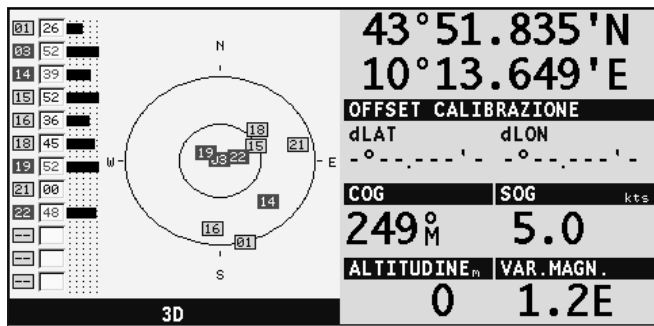 01 26
03 52
14 39
15 52
16 36
18 45
19 52
21 00
22 48
--
--
--
N
W
E
S
18
15
21
19
03
22
14
16
01
3D
43°51.835'N
10°13.649'E
OFFSET CALIBRAZIONE
dLAT dLON
-°--.---'- -°--.---'-
COG SOG kts
249°M 5.0
ALTITUDINE m VAR.MAGN.
0 1.2E